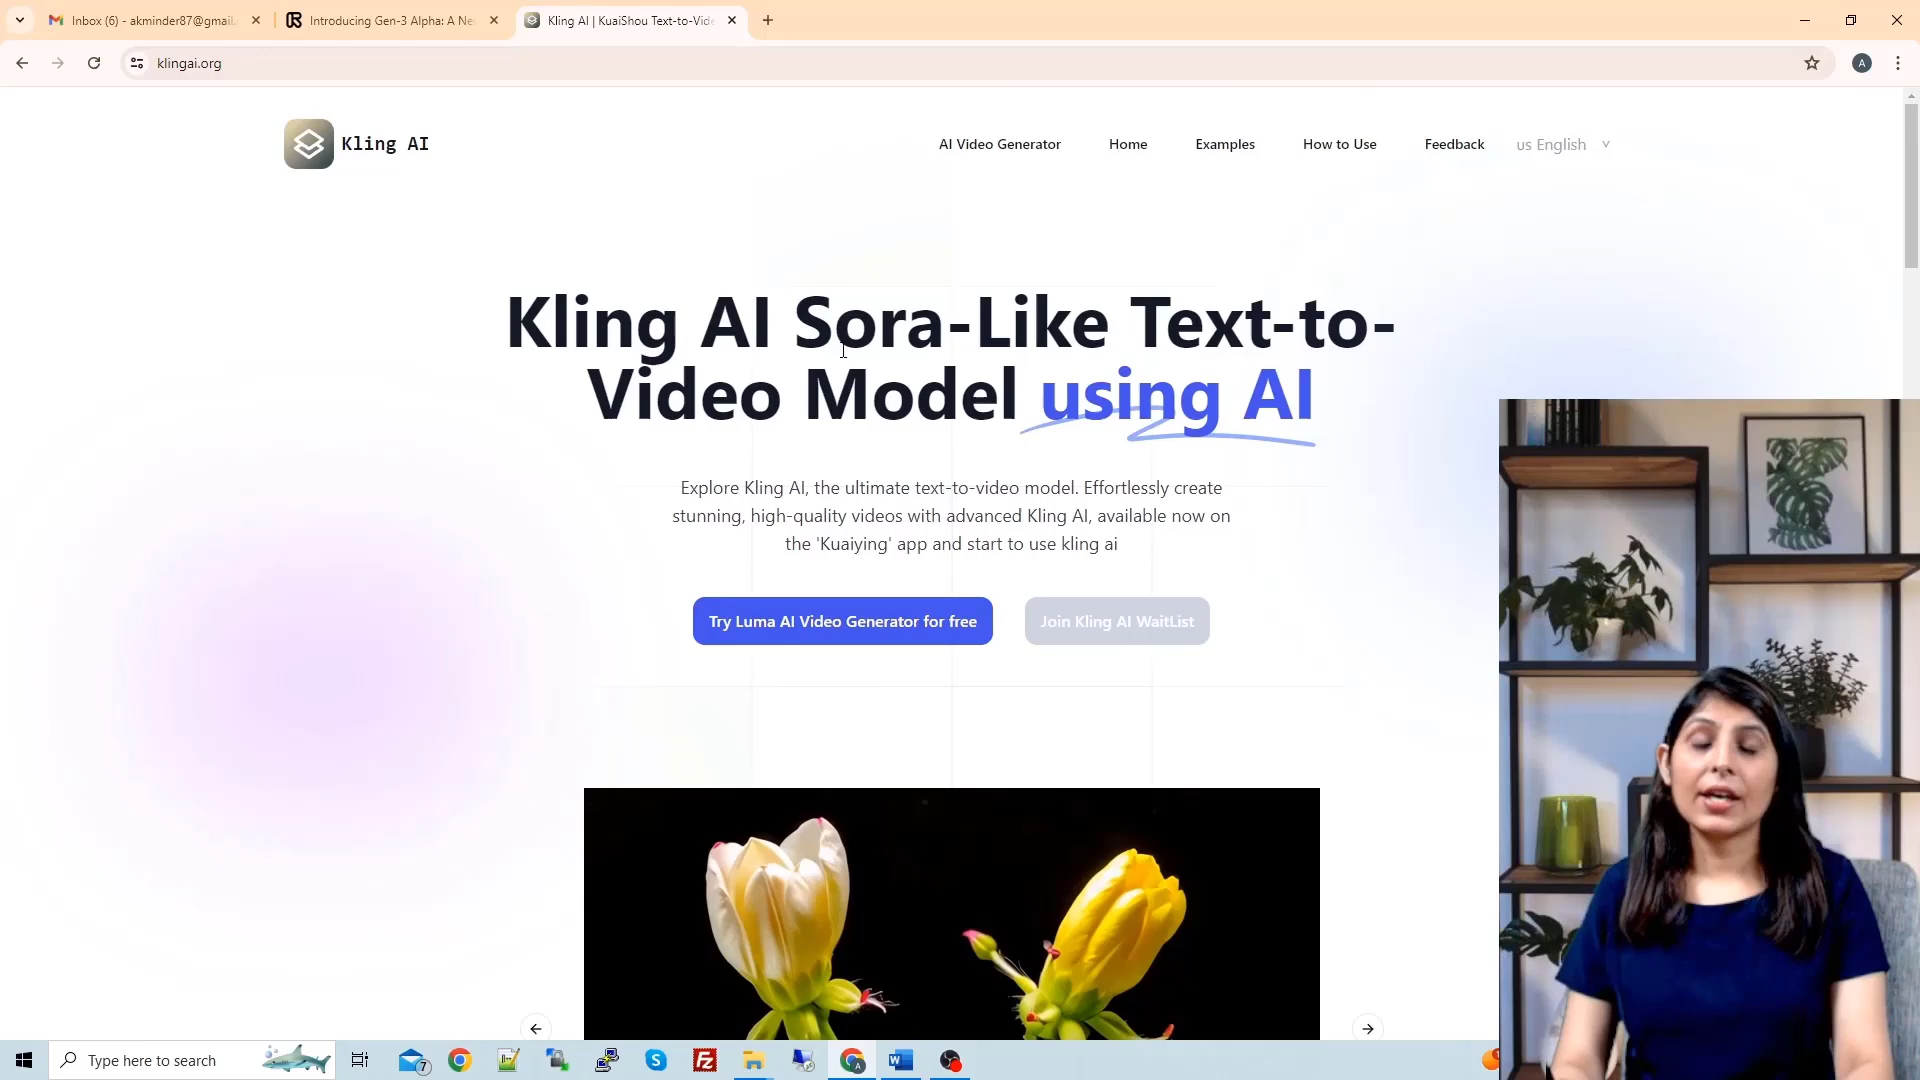 Inbox (6) - akminder87@gmail.
Introducing Gen-3 Alpha: A Ne
Kling AI | KuaiShou Text-to-Vide
klingai.org
A
Kling AI
AI Video Generator
Home
Examples
How to Use
Feedback
us English
Kling AI Sora-Like Text-to-
Video Model using AI
Explore Kling AI, the ultimate text-to-video model. Effortlessly create
stunning, high-quality videos with advanced Kling AI, available now on
the 'Kuaiying' app and start to use kling ai
Try Luma AI Video Generator for free
Join Kling AI WaitList
Type here to search
7